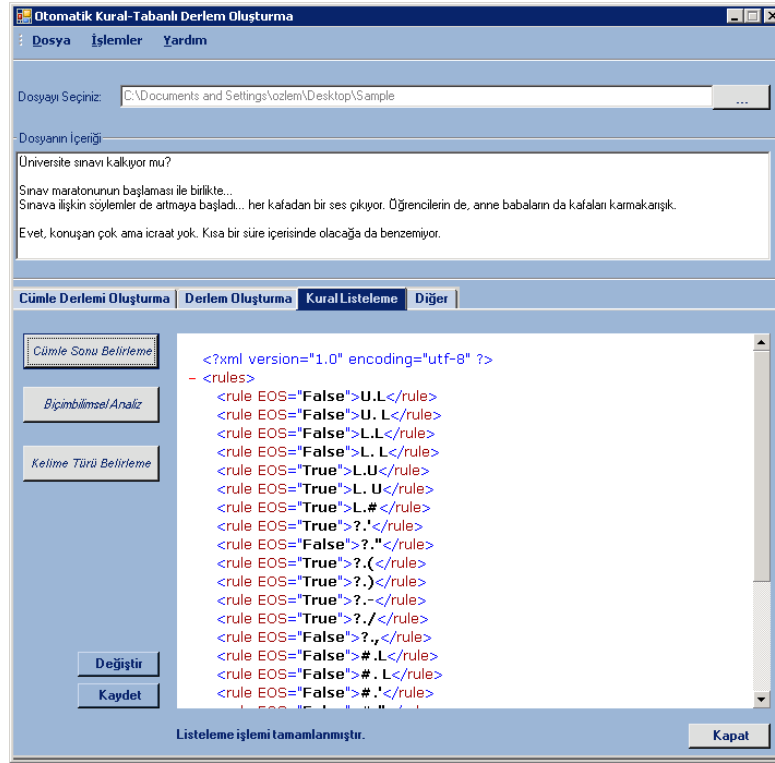 Otomatik Kural-Tabanlı Derlem Oluşturma
Dosya İşlemler Yardım
Dosyayı Seçiniz: C:\Documents and Settings\ozlem\Desktop\Sample ...
Dosyanın İçeriği
Üniversite sınavı kalkıyor mu?
Sınav maratonunun başlaması ile birlikte...
Sınava ilişkin söylemler de artmaya başladı... her kafadan bir ses çıkıyor. Öğrencilerin de, anne babaların da kafaları karmakarışık.
Evet, konuşan çok ama icraat yok. Kısa bir süre içerisinde olacağa da benzemiyor.
Cümle Derlemi Oluşturma Derlem Oluşturma Kural Listeleme Diğer
Cümle Sonu Belirleme
Biçimbilimsel Analiz
Kelime Türü Belirleme
<?xml version="1.0" encoding="utf-8" ?>
- <rules>
<rule EOS="False">U.L</rule>
<rule EOS="False">U. L</rule>
<rule EOS="False">L.L</rule>
<rule EOS="False">L. L</rule>
<rule EOS="True">L.U</rule>
<rule EOS="True">L. U</rule>
<rule EOS="True">L.#</rule>
<rule EOS="True">?.'</rule>
<rule EOS="False">?."</rule>
<rule EOS="True">?.(</rule>
<rule EOS="True">?.)</rule>
<rule EOS="True">?.-</rule>
<rule EOS="True">?./</rule>
<rule EOS="False">?.,</rule>
<rule EOS="False">#.L</rule>
<rule EOS="False">#. L</rule>
<rule EOS="False">#.'</rule>
Değiştir
Kaydet
Listeleme işlemi tamamlanmıştır.
Kapat